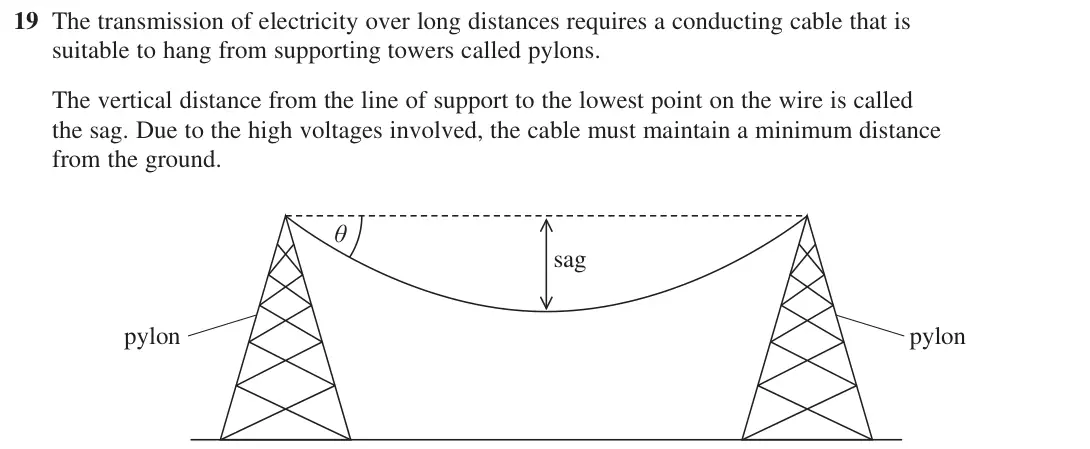 19 The transmission of electricity over long distances requires a conducting cable that is
suitable to hang from supporting towers called pylons.
The vertical distance from the line of support to the lowest point on the wire is called
the sag. Due to the high voltages involved, the cable must maintain a minimum distance
from the ground.
θ
sag
pylon
pylon